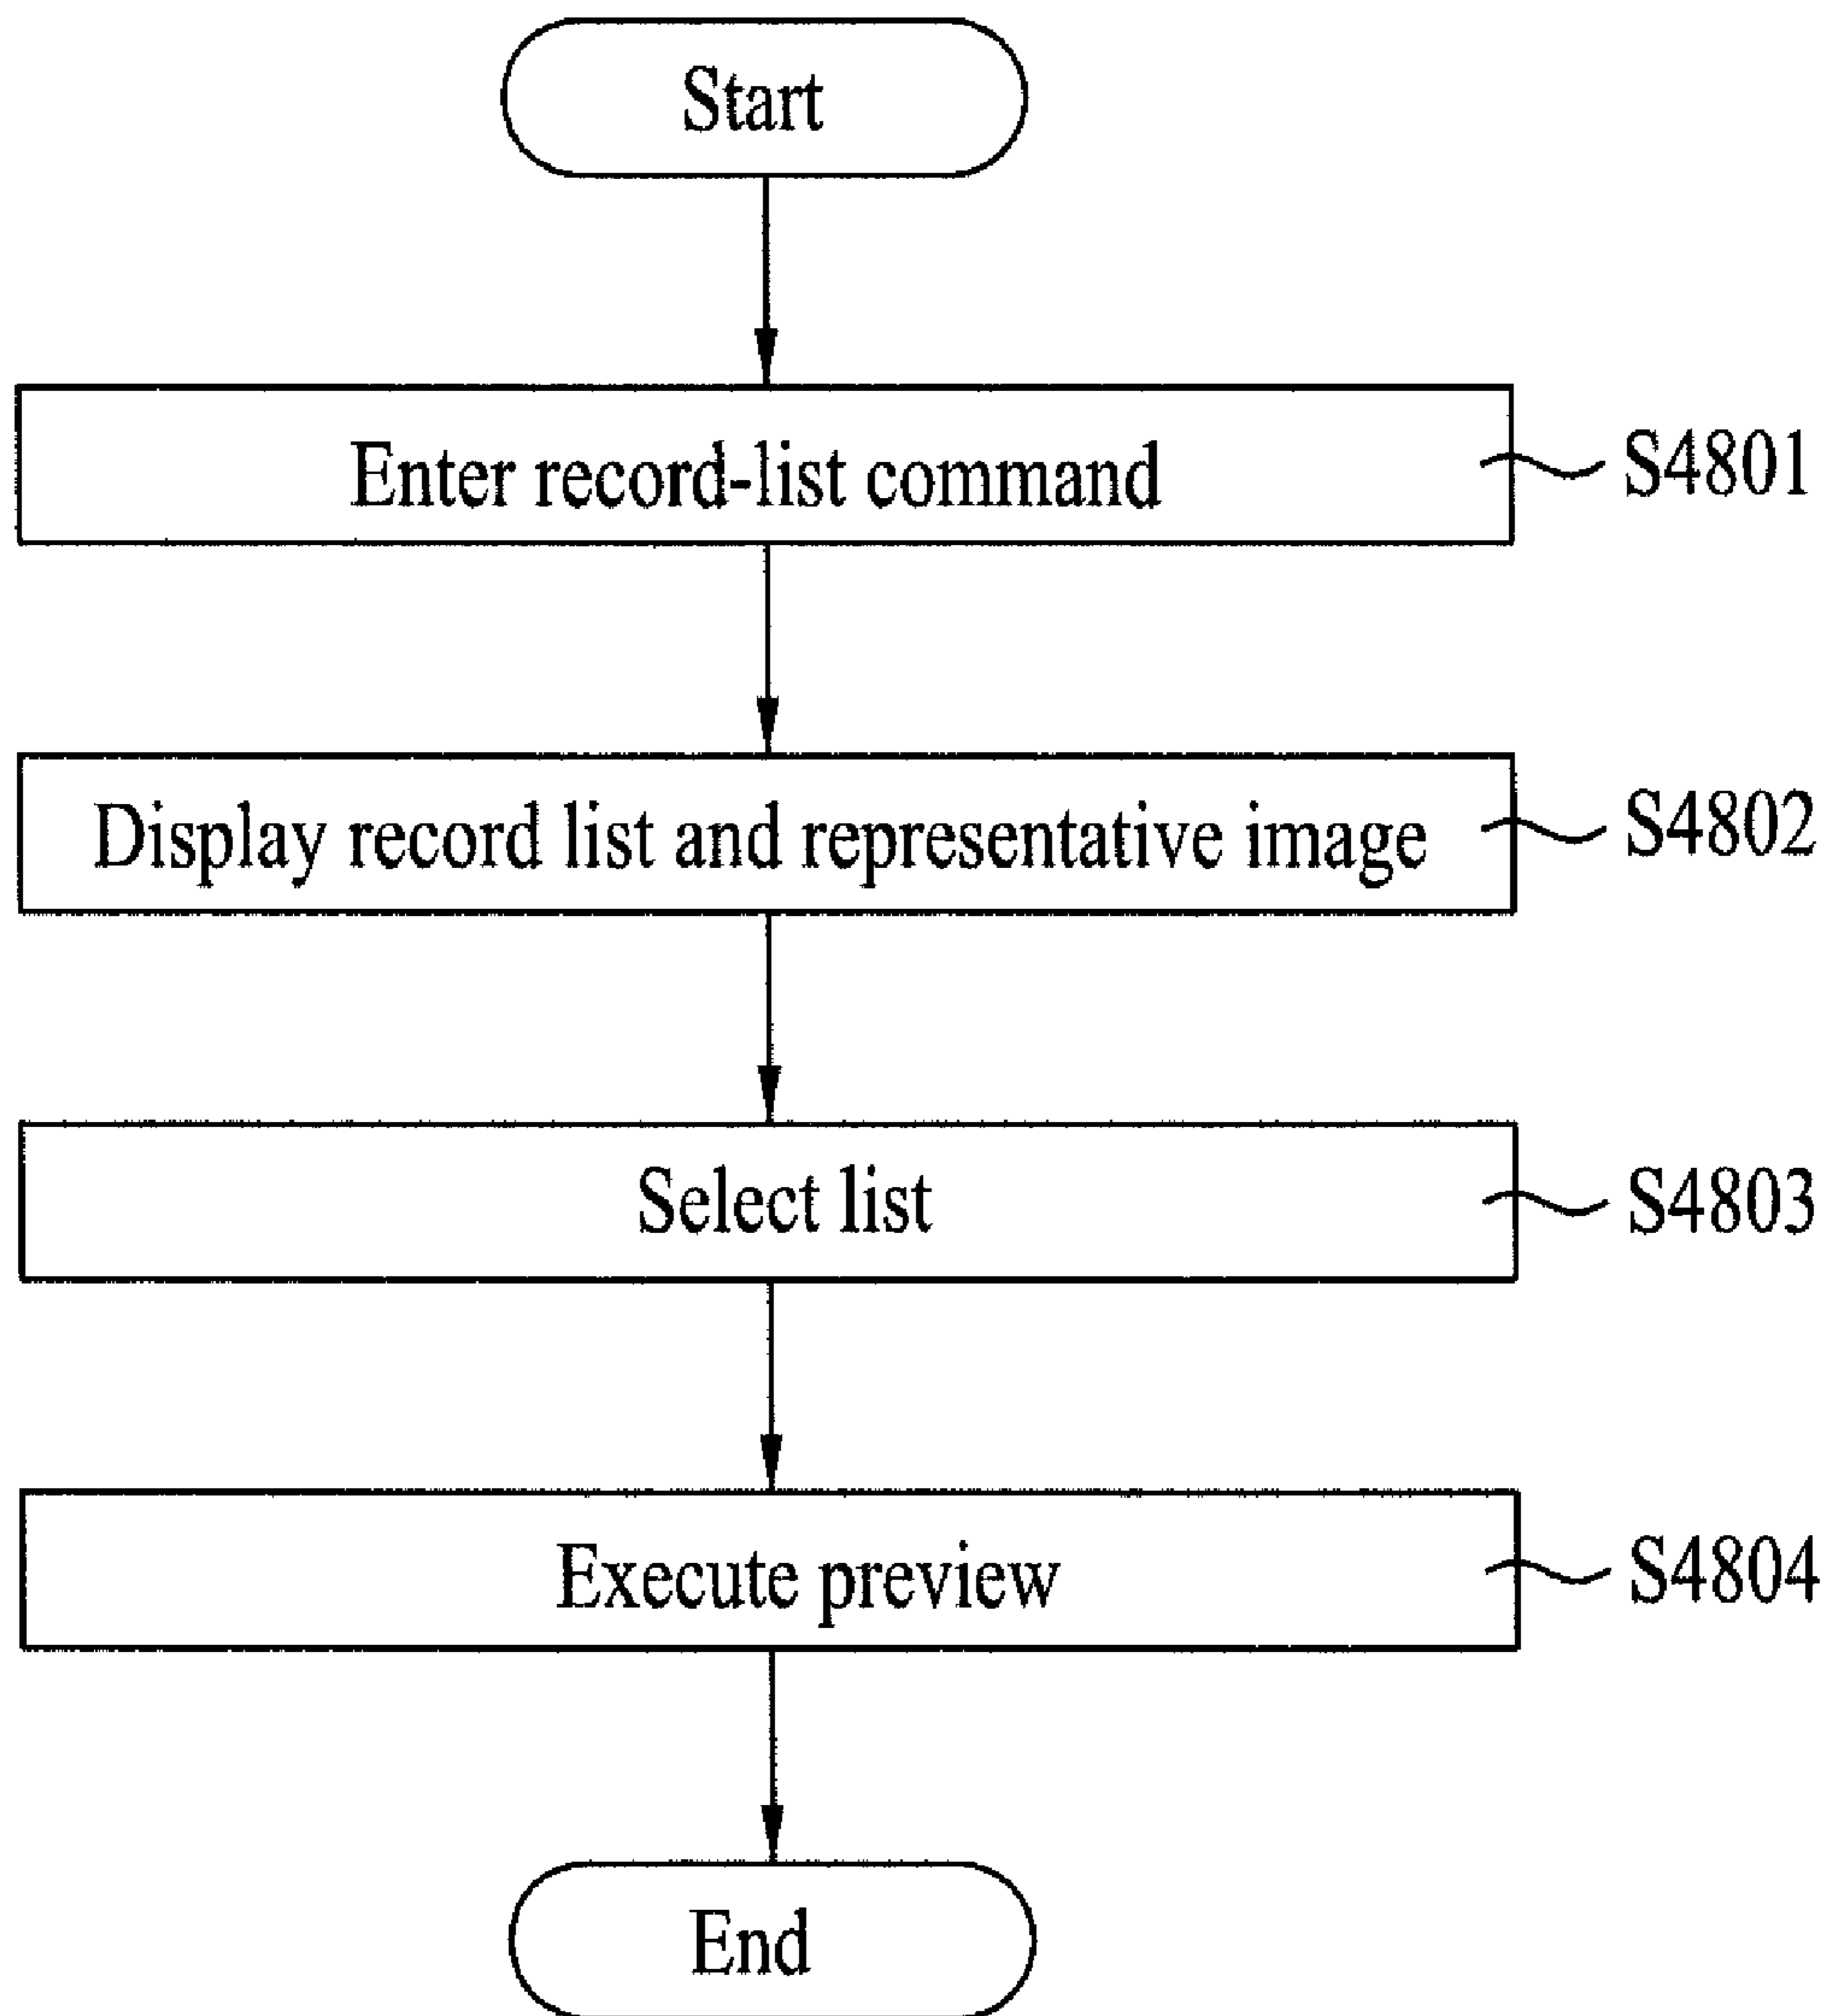 Start
Enter record-list command
S4801
Display record list and representative image
S4802
Select list
S4803
Execute preview
S4804
End